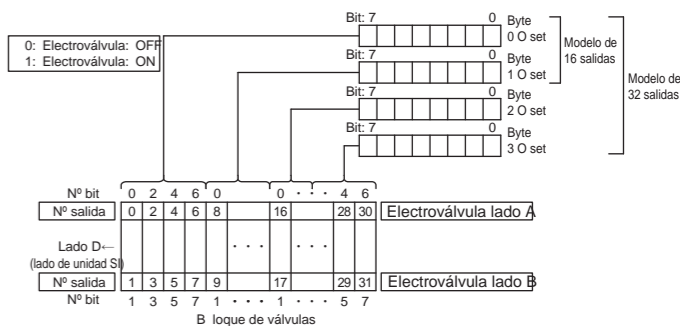 Bit: 7 0 Byte
0 O set
0: Electroválvula: OFF
1: Electroválvula: ON
Bit: 7 0 Byte
1 O set
Modelo de
16 salidas
Bit: 7 0 Byte
2 O set
Modelo de
32 salidas
Bit: 7 0 Byte
3 O set
Nº bit 0 2 4 6 0 0 · · · 4 6
Nº salida 0 2 4 6 8 16 28 30 Electroválvula lado A
Lado D←
(lado de unidad SI)
· · · · · ·
Nº salida 1 3 5 7 9 17 29 31 Electroválvula lado B
Nº bit 1 3 5 7 1 · · · 1 · · · 5 7
B loque de válvulas